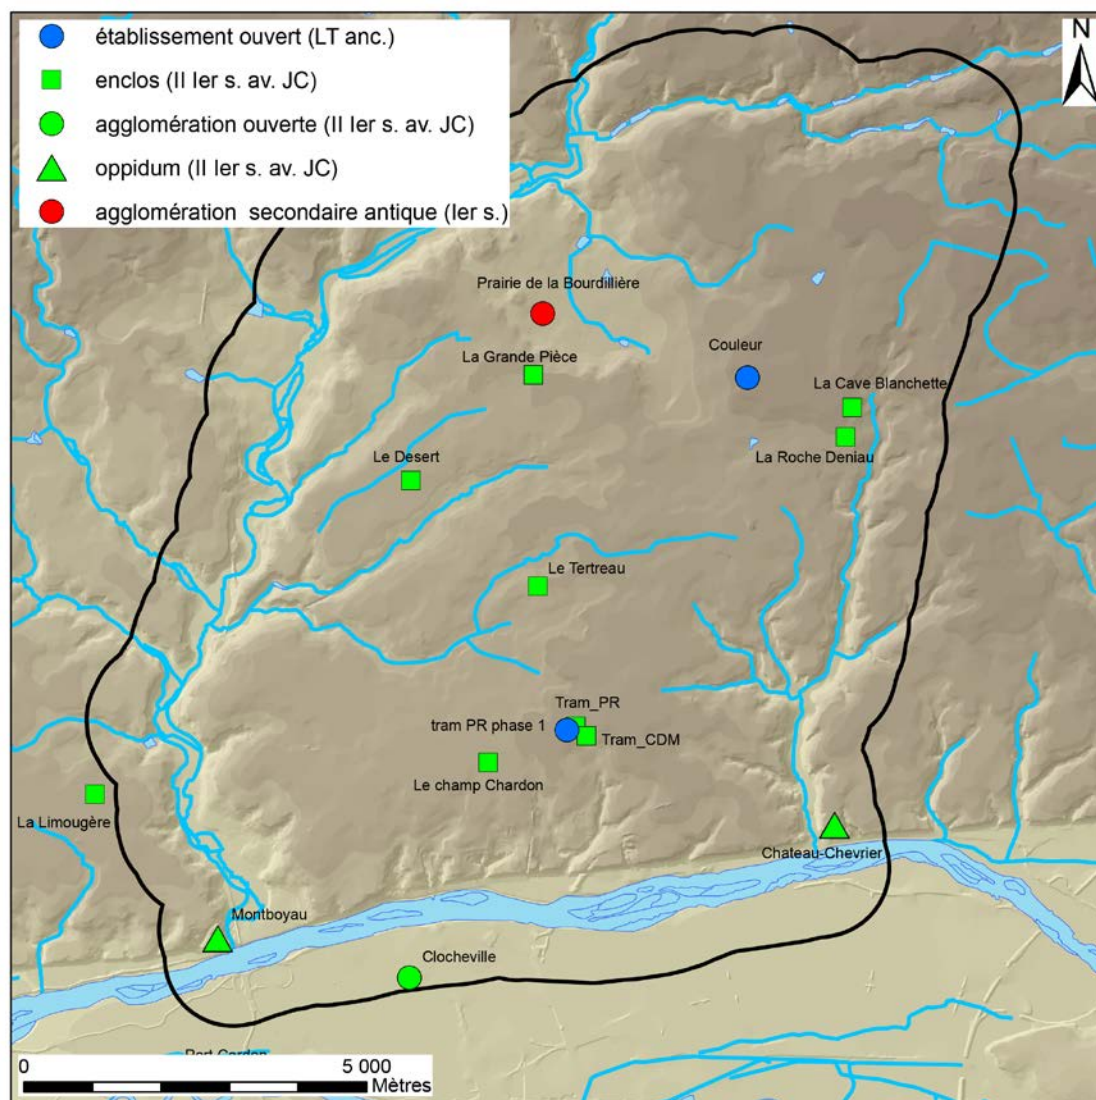 établissement ouvert (LT anc.)
enclos (II Ier s. av. JC)
agglomération ouverte (II Ier s. av. JC)
oppidum (II Ier s. av. JC)
agglomération secondaire antique (Ier s.)
N
Prairie de la Bourdillière
La Grande Pièce
Couleur
La Cave Blanchette
La Roche Deniau
Le Desert
Le Tertreau
Tram_PR
tram PR phase 1
Tram_CDM
Le champ Chardon
La Limougère
Chateau-Chevrier
Montboyau
Clocheville
0 5 000
Mètres